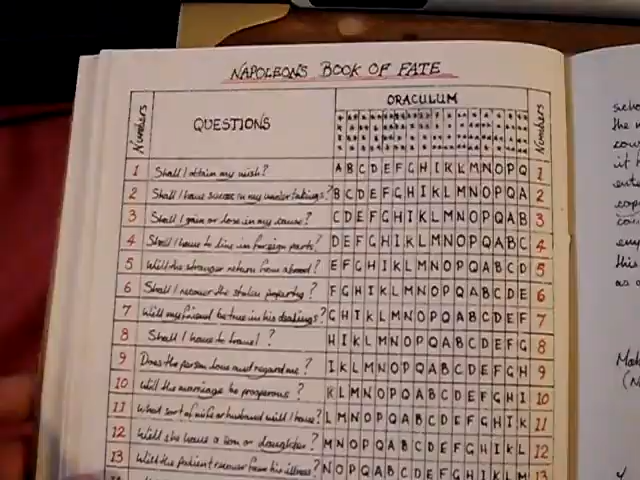 NAPOLEONS BOOK OF FATE
Numbers QUESTIONS ORACULUM Numbers
1 Shall I obtain my wish? A B C D E F G H I K L M N O P Q 1
2 Shall I have success in my undertakings? B C D E F G H I K L M N O P Q A 2
3 Shall I gain or lose in my cause? C D E F G H I K L M N O P Q A B 3
4 Shall I have to live in foreign parts? D E F G H I K L M N O P Q A B C 4
5 Will the stranger return from abroad? E F G H I K L M N O P Q A B C D 5
6 Shall I recover the stolen property? F G H I K L M N O P Q A B C D E 6
7 Will my friend be true in his dealings? G H I K L M N O P Q A B C D E F 7
8 Shall I have to travel? H I K L M N O P Q A B C D E F G 8
9 Does the person love and regard me? I K L M N O P Q A B C D E F G H 9
10 Will the marriage be prosperous? K L M N O P Q A B C D E F G H I 10
11 What sort of wife or husband will I have? L M N O P Q A B C D E F G H I K 11
12 Will she have a son or daughter? M N O P Q A B C D E F G H I K L 12
13 Will the patient recover from his illness? N O P Q A B C D E F G H I K L M 13
the
it
this
as